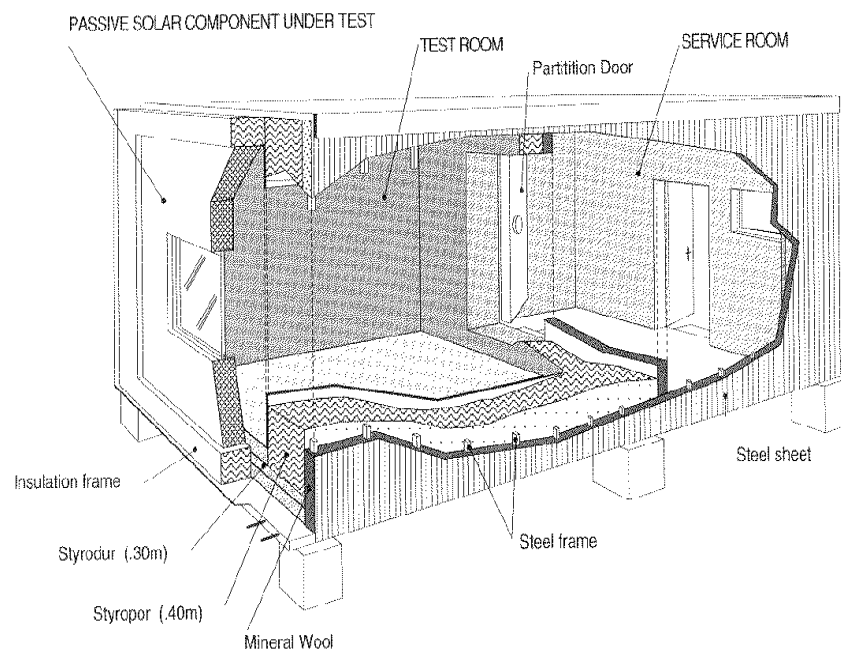 PASSIVE SOLAR COMPONENT UNDER TEST
TEST ROOM
SERVICE ROOM
Partitition Door
Insulation frame
Steel sheet
Steel frame
Styrodur (.30m)
Styropor (.40m)
Mineral Wool